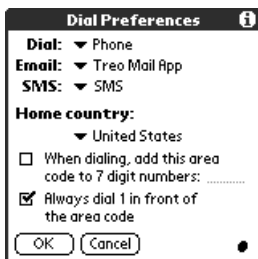 Dial Preferences
Dial: Phone
Email: Treo Mail App
SMS: SMS
Home country:
United States
When dialing, add this area
code to 7 digit numbers:
Always dial 1 in front of
the area code
OK Cancel